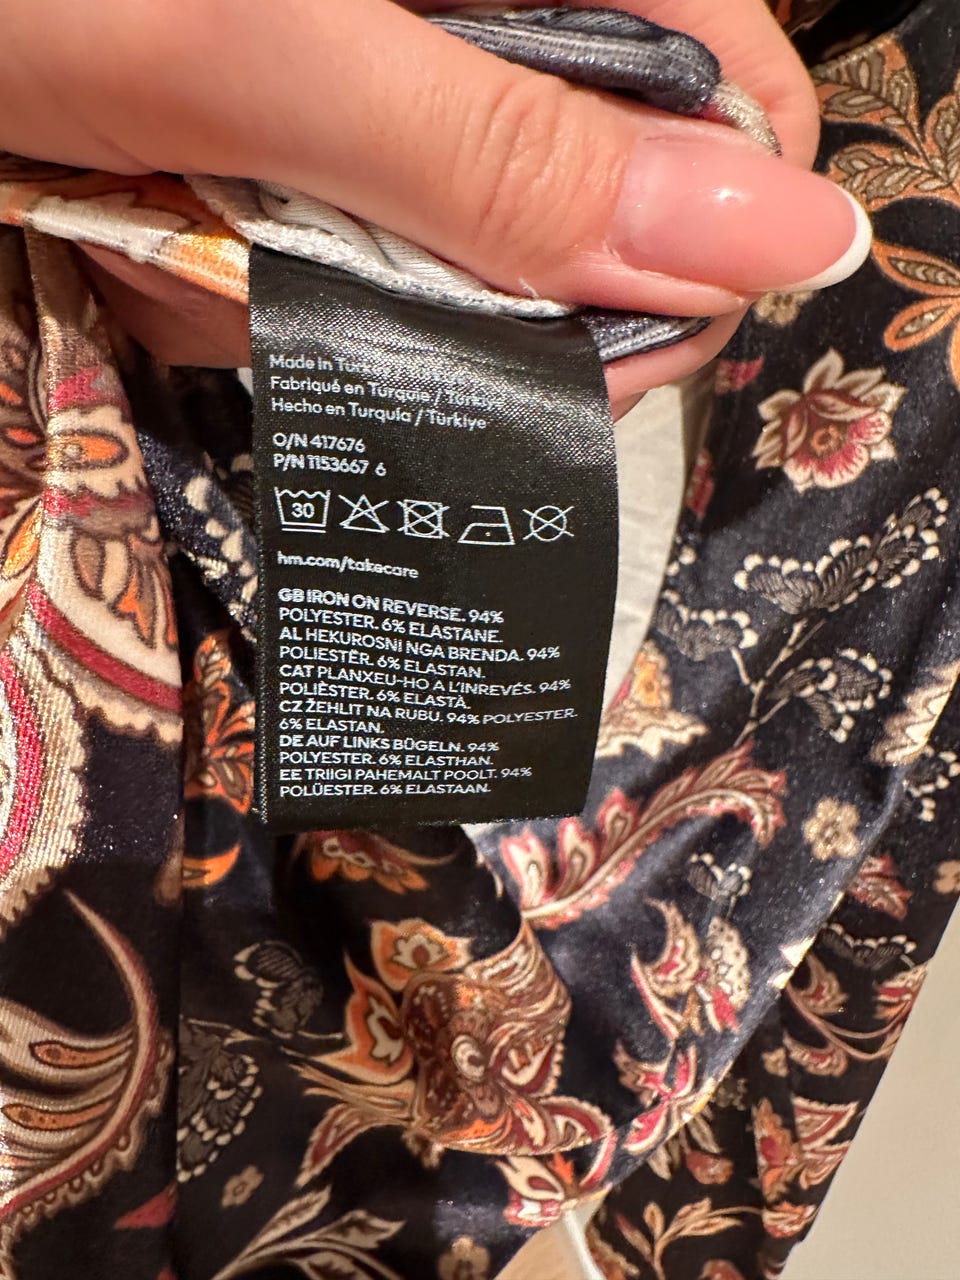 Made in Türkiye
Fabriqué en Turquie / Türkiye
Hecho en Turquía / Türkiye
O/N 417676
P/N 1153667 6
30
hm.com/takecare
GB IRON ON REVERSE. 94%
POLYESTER. 6% ELASTANE.
AL HEKUROSNI NGA BRENDA. 94%
POLIESTËR. 6% ELASTAN.
CAT PLANXEU-HO A L'INREVÉS. 94%
POLIÈSTER. 6% ELASTÀ.
CZ ŽEHLIT NA RUBU. 94% POLYESTER.
6% ELASTAN.
DE AUF LINKS BÜGELN. 94%
POLYESTER. 6% ELASTHAN.
EE TRIIGI PAHEMALT POOLT. 94%
POLÜESTER. 6% ELASTAAN.